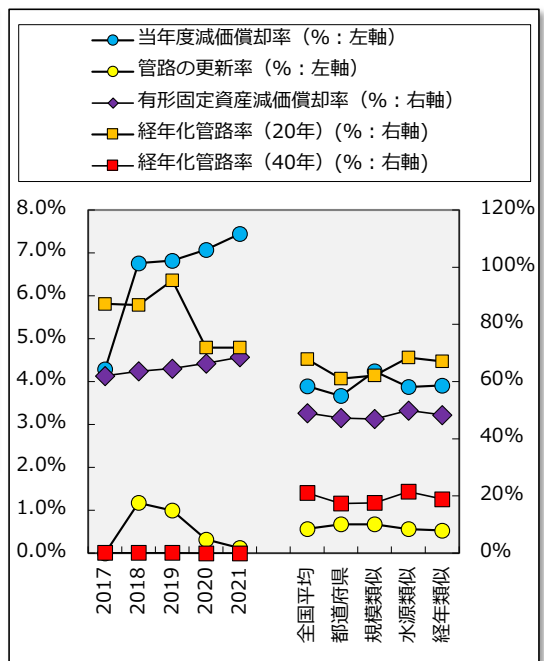 当年度減価償却率（%：左軸）
管路の更新率（%：左軸）
有形固定資産減価償却率（%：右軸）
経年化管路率（20年）(%：右軸)
経年化管路率（40年）(%：右軸)
8.0%
7.0%
6.0%
5.0%
4.0%
3.0%
2.0%
1.0%
0.0%
120%
100%
80%
60%
40%
20%
0%
2017
2018
2019
2020
2021
全国平均
都道府県
規模類似
水源類似
経年類似